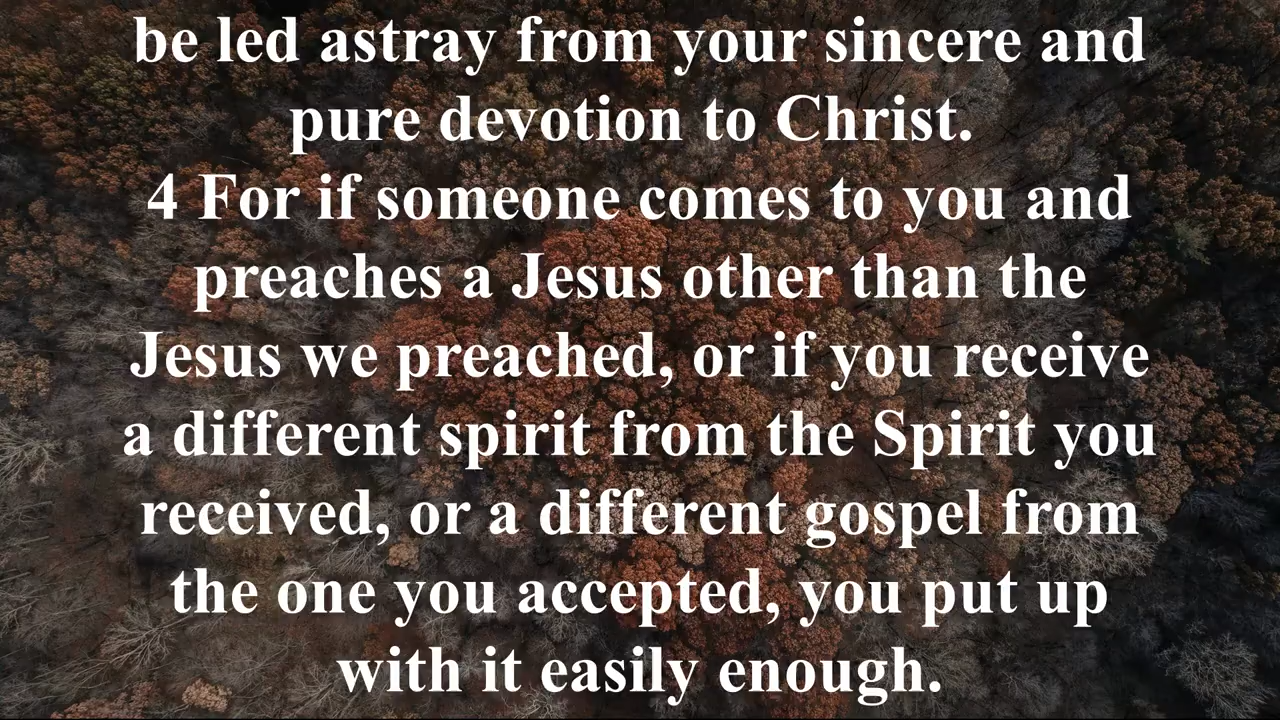 be led astray from your sincere and
pure devotion to Christ.
4 For if someone comes to you and
preaches a Jesus other than the
Jesus we preached, or if you receive
a different spirit from the Spirit you
received, or a different gospel from
the one you accepted, you put up
with it easily enough.